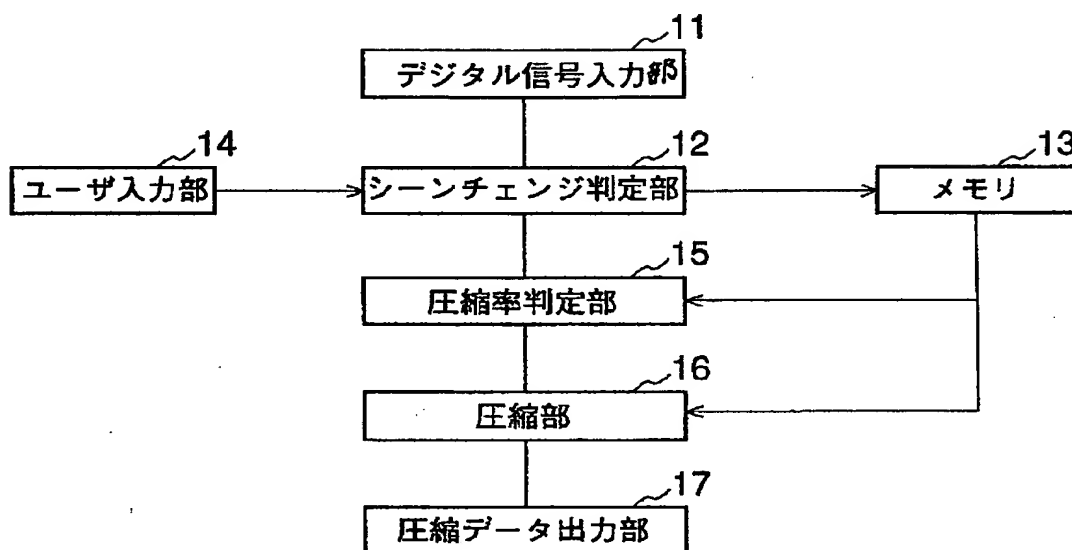 11
デジタル信号入力部
14
ユーザ入力部
12
シーンチェンジ判定部
13
メモリ
15
圧縮率判定部
16
圧縮部
17
圧縮データ出力部